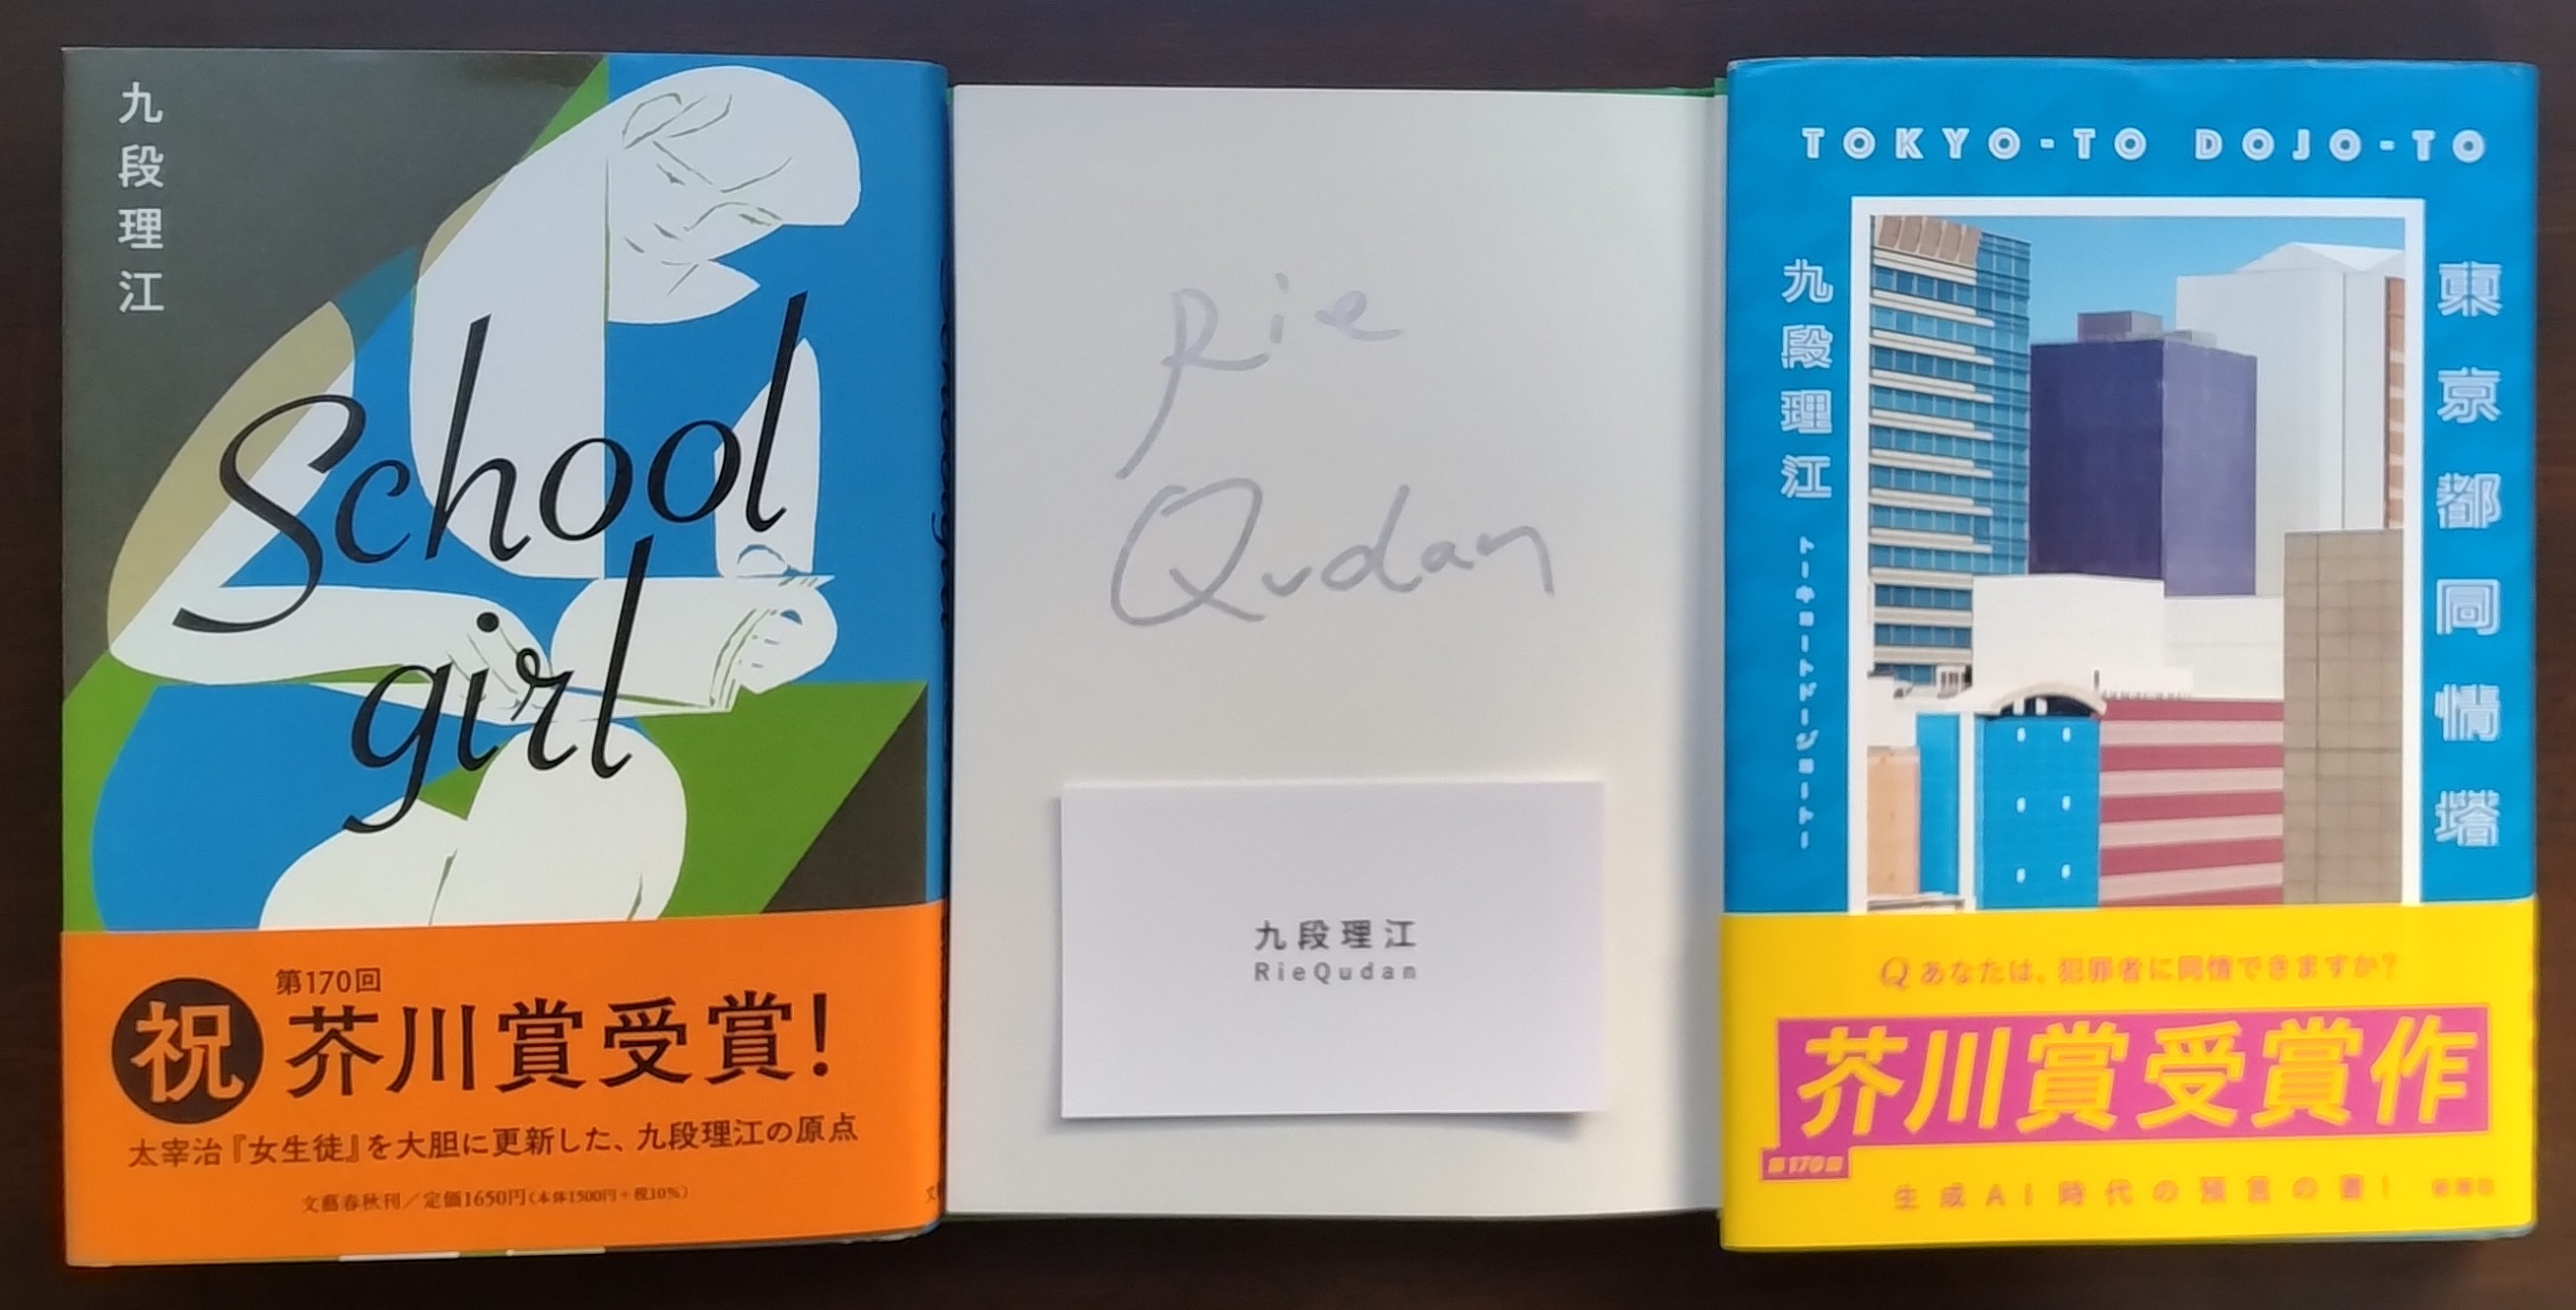 九段理江
School
girl
第170回
祝 芥川賞受賞!
太宰治『女生徒』を大胆に更新した、九段理江の原点
文藝春秋刊/定価1650円(本体1500円+税10%)
Rie
Qudan
九段理江
RieQudan
TOKYO-TO DOJO-TO
東京都同情塔
九段理江
トーキョートドージョートー
Q あなたは、犯罪者に同情できますか?
芥川賞受賞作
第170回
生成AI時代の預言の書!
新潮社